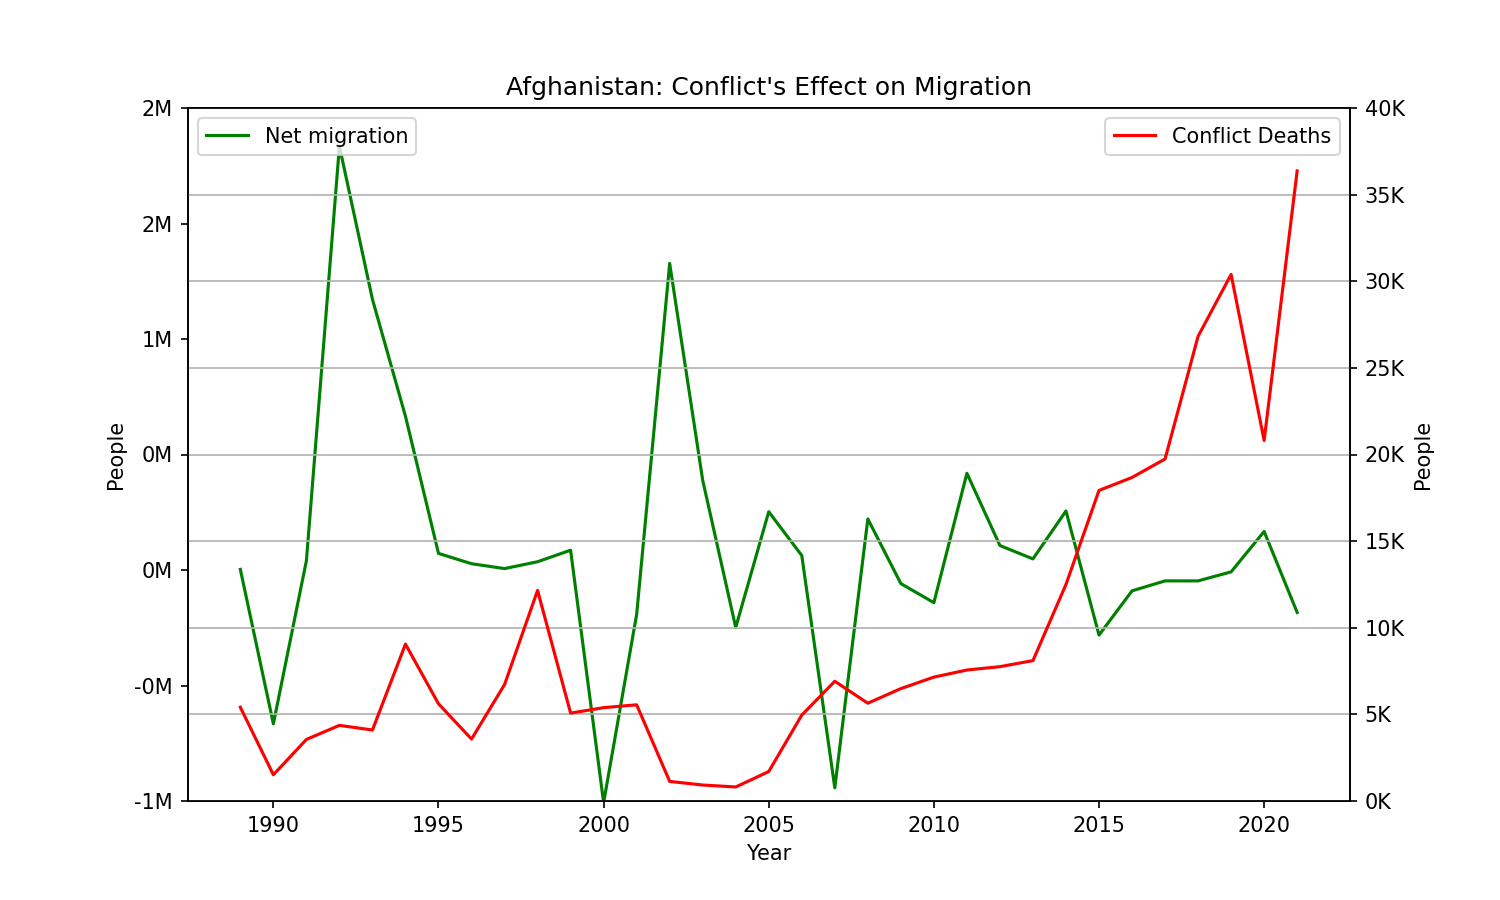 Afghanistan: Conflict's Effect on Migration
Net migration
Conflict Deaths
2M
2M
1M
0M
0M
-0M
-1M
People
40K
35K
30K
25K
20K
15K
10K
5K
0K
People
1990 1995 2000 2005 2010 2015 2020
Year